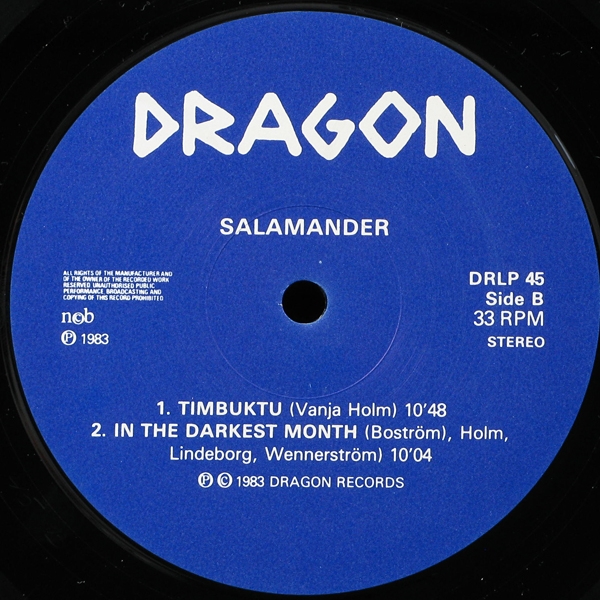 DRAGON
SALAMANDER
ALL RIGHTS OF THE MANUFACTURER AND
OF THE OWNER OF THE RECORDED WORK
RESERVED. UNAUTHORISED PUBLIC
PERFORMANCE, BROADCASTING AND
COPYING OF THIS RECORD PROHIBITED
ncb
Ⓟ 1983
DRLP 45
Side B
33 RPM
STEREO
1. TIMBUKTU (Vanja Holm) 10'48
2. IN THE DARKEST MONTH (Boström), Holm,
Lindeborg, Wennerström) 10'04
Ⓟ © 1983 DRAGON RECORDS